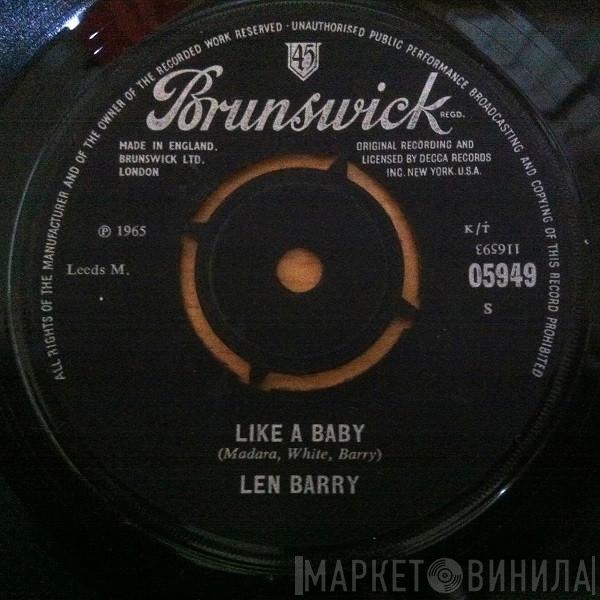 ALL RIGHTS OF THE MANUFACTURER AND OF THE OWNER OF THE RECORDED WORK RESERVED · UNAUTHORISED PUBLIC PERFORMANCE BROADCASTING AND COPYING OF THIS RECORD PROHIBITED
45
Brunswick REGD.
MADE IN ENGLAND.
BRUNSWICK LTD.
LONDON
ORIGINAL RECORDING AND
LICENSED BY DECCA RECORDS
INC. NEW YORK. U.S.A.
℗ 1965
Leeds M.
K/T
116593
05949
S
LIKE A BABY
(Madara, White, Barry)
LEN BARRY
МАРКЕТ ВИНИЛА